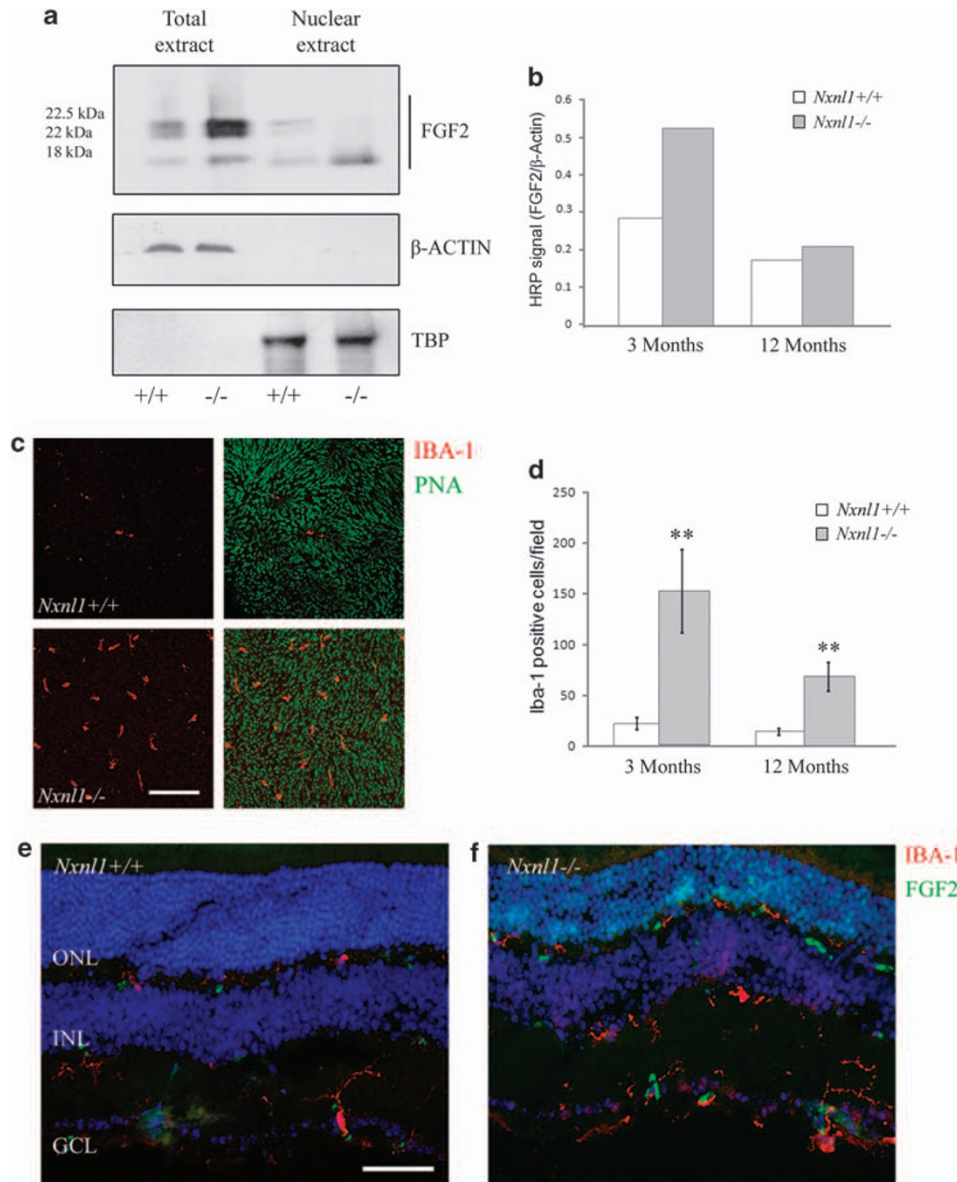 a
Total extract
Nuclear extract
22.5 kDa
22 kDa
18 kDa
FGF2
β-ACTIN
TBP
+/+ -/- +/+ -/-
b
Nxnl1+/+
Nxnl1-/-
HRP signal (FGF2/β-Actin)
0.6
0.5
0.4
0.3
0.2
0.1
0
3 Months
12 Months
c
IBA-1
PNA
Nxnl1+/+
Nxnl1-/-
d
Nxnl1+/+
Nxnl1-/-
Iba-1 positive cells/field
250
200
150
100
50
0
**
**
3 Months
12 Months
e
Nxnl1+/+
ONL
INL
GCL
f
Nxnl1-/-
IBA-1
FGF2